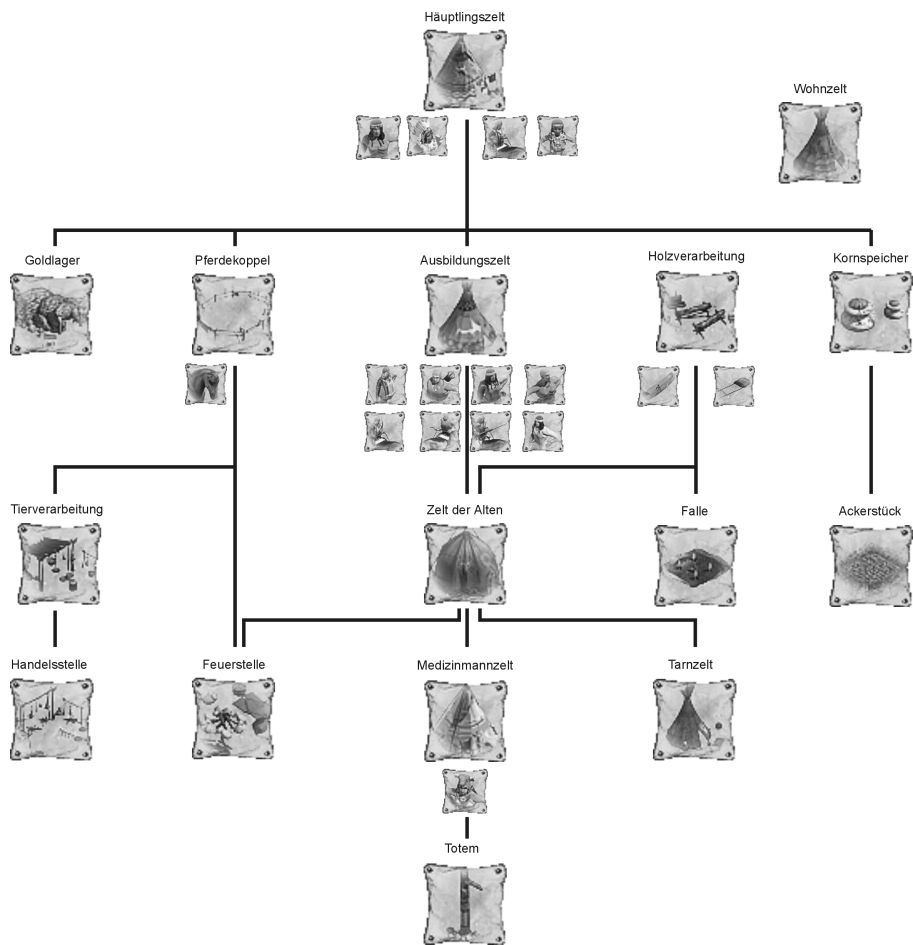 Häuptlingszelt
Wohnzelt
Goldlager
Pferdekoppel
Ausbildungszelt
Holzverarbeitung
Kornspeicher
Tierverarbeitung
Zelt der Alten
Falle
Ackerstück
Handelsstelle
Feuerstelle
Medizinmannzelt
Tarnzelt
Totem